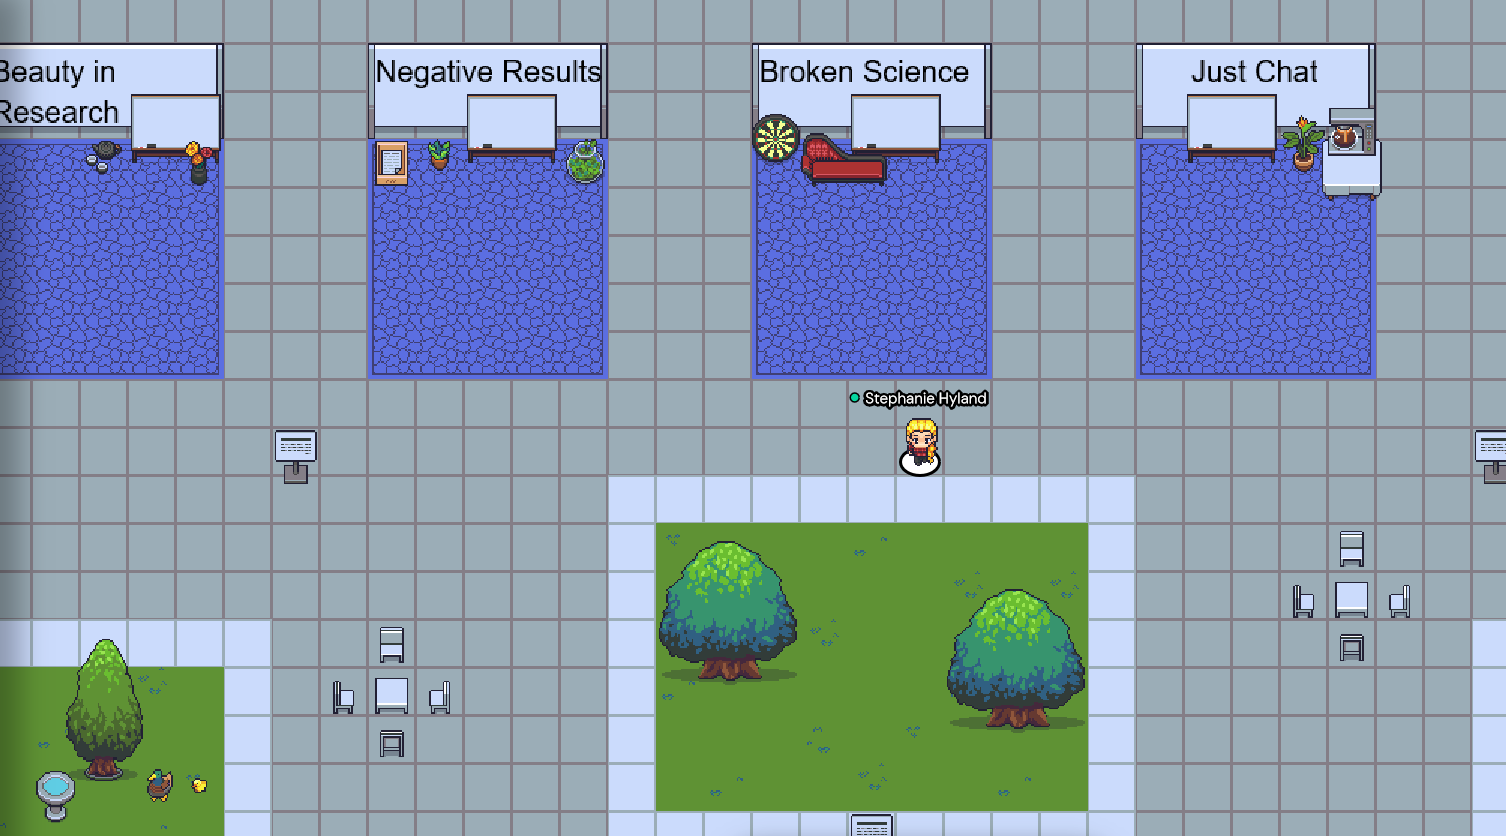 Beauty in
Research
Negative Results
Broken Science
Just Chat
Stephanie Hyland